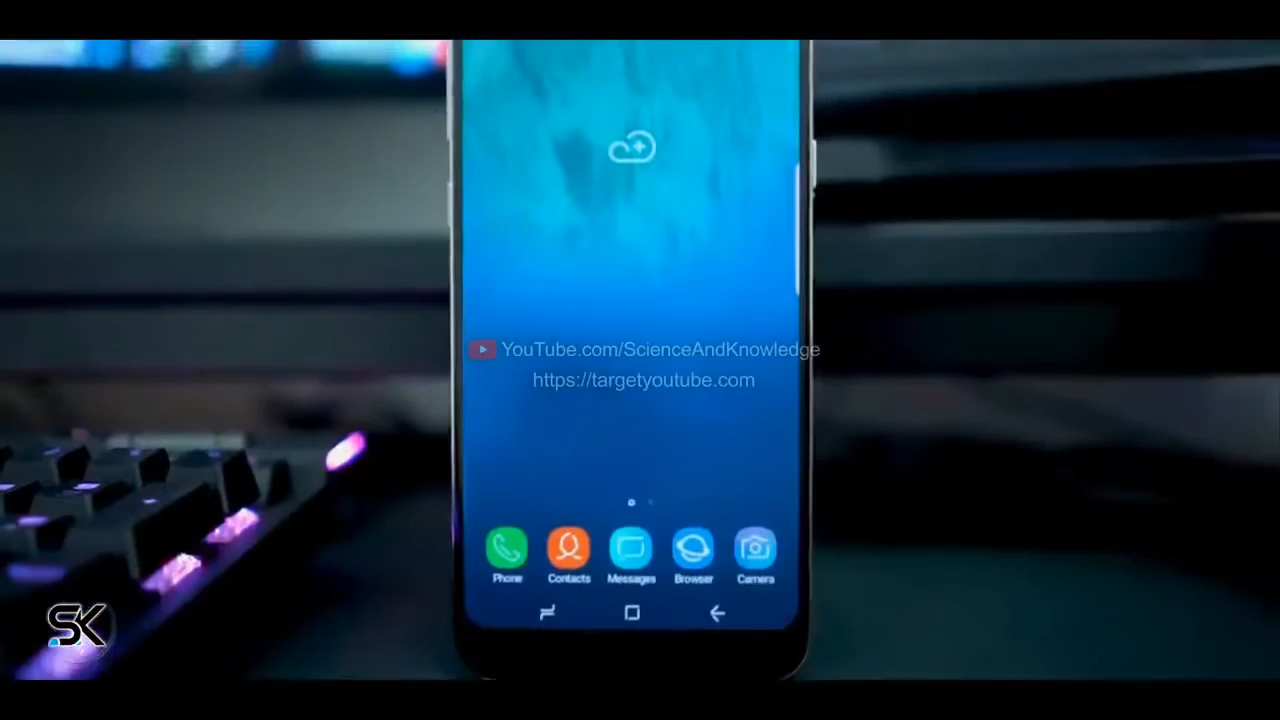 YouTube.com/ScienceAndKnowledge
https://targetyoutube.com
Phone Contacts Messages Browser Camera
SK